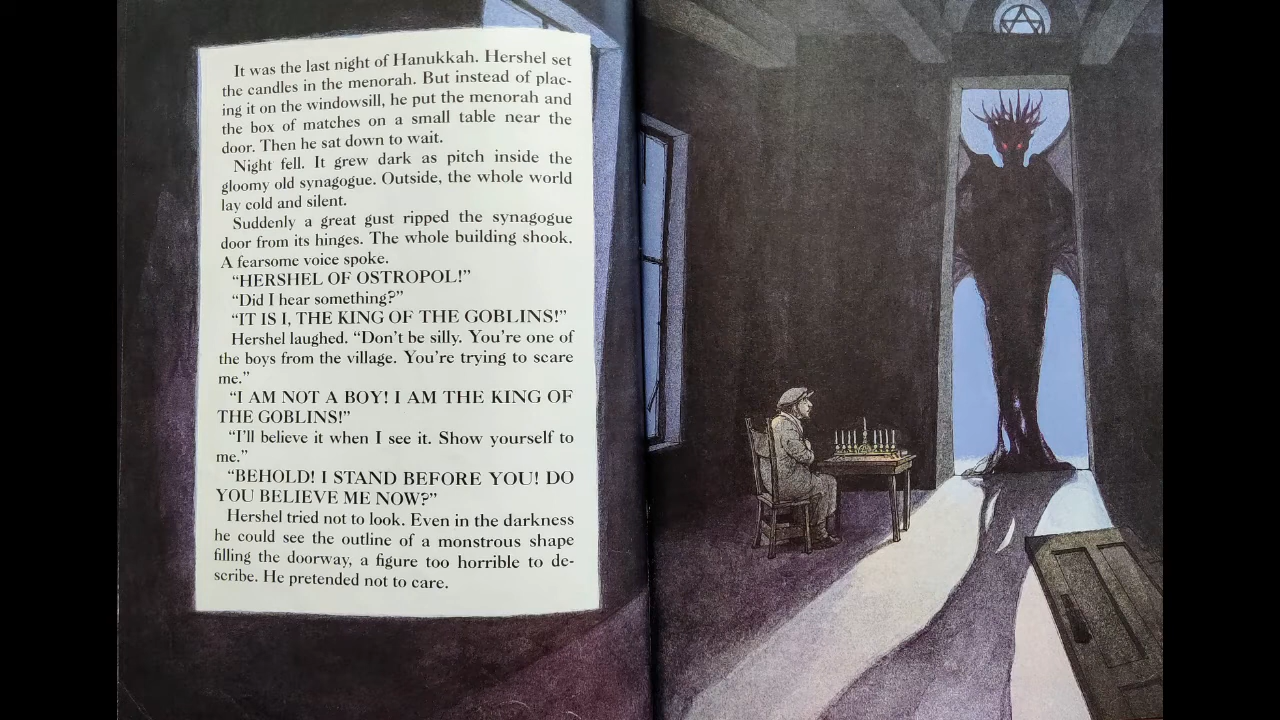 It was the last night of Hanukkah. Hershel set
the candles in the menorah. But instead of plac-
ing it on the windowsill, he put the menorah and
the box of matches on a small table near the
door. Then he sat down to wait.
Night fell. It grew dark as pitch inside the
gloomy old synagogue. Outside, the whole world
lay cold and silent.
Suddenly a great gust ripped the synagogue
door from its hinges. The whole building shook.
A fearsome voice spoke.
“HERSHEL OF OSTROPOL!”
“Did I hear something?”
“IT IS I, THE KING OF THE GOBLINS!”
Hershel laughed. “Don’t be silly. You’re one of
the boys from the village. You’re trying to scare
me.”
“I AM NOT A BOY! I AM THE KING OF
THE GOBLINS!”
“I’ll believe it when I see it. Show yourself to
me.”
“BEHOLD! I STAND BEFORE YOU! DO
YOU BELIEVE ME NOW?”
Hershel tried not to look. Even in the darkness
he could see the outline of a monstrous shape
filling the doorway, a figure too horrible to de-
scribe. He pretended not to care.